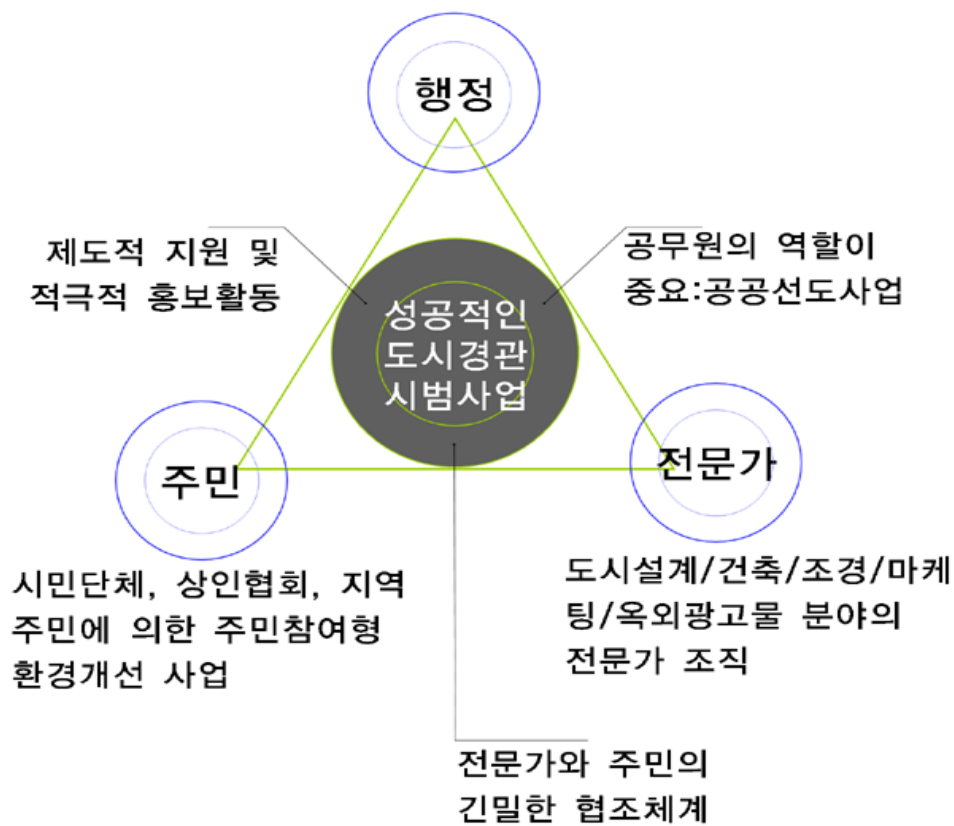 행정
제도적 지원 및
적극적 홍보활동
공무원의 역할이
중요:공공선도사업
성공적인
도시경관
시범사업
주민
전문가
시민단체, 상인협회, 지역
주민에 의한 주민참여형
환경개선 사업
도시설계/건축/조경/마케
팅/옥외광고물 분야의
전문가 조직
전문가와 주민의
긴밀한 협조체계